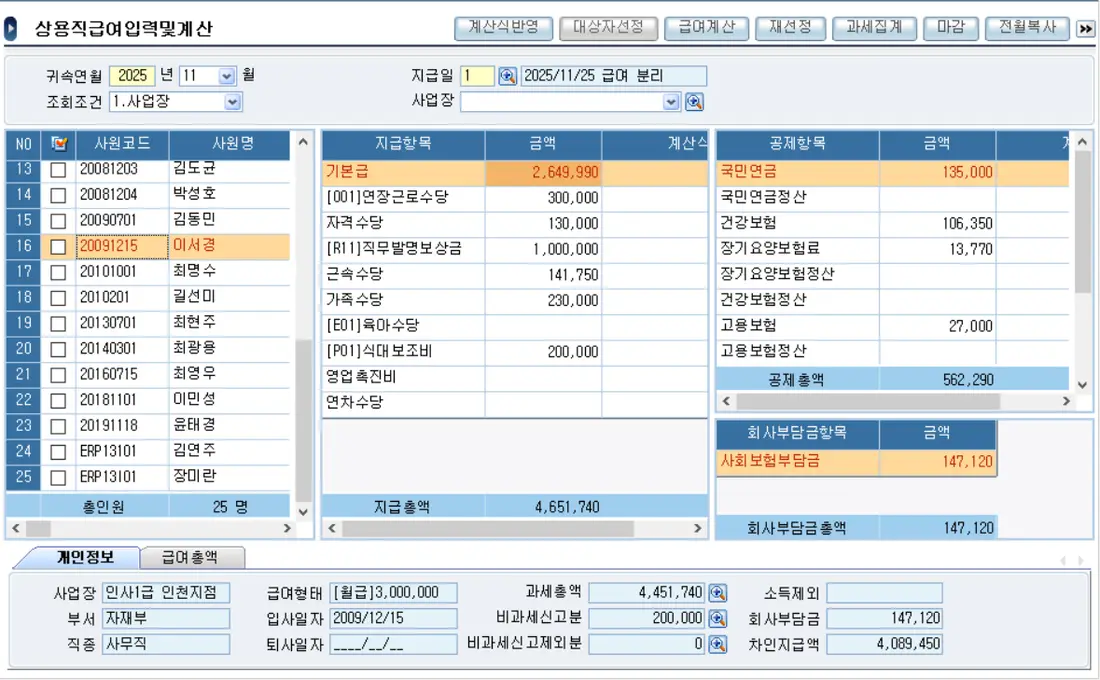 상용직급여입력및계산 계산식반영 대상자선정 급여계산 재선정 과세집계 마감 전월복사
귀속연월 2025 년 11 월 지급일 1 2025/11/25 급여 분리
조회조건 1.사업장 사업장
NO 사원코드 사원명
13 20081203 김도균
14 20081204 박성호
15 20090701 김동민
16 20091215 이서경
17 20101001 최명수
18 2010201 길선미
19 20130701 최현주
20 20140301 최광용
21 20160715 최영우
22 20181101 이민성
23 20191118 윤태경
24 ERP13101 김연주
25 ERP13101 장미란
총인원 25 명
지급항목 금액 계산식
기본급 2,649,990
[001]연장근로수당 300,000
자격수당 130,000
[R11]직무발명보상금 1,000,000
근속수당 141,750
가족수당 230,000
[E01]육아수당
[P01]식대보조비 200,000
영업촉진비
연차수당
지급총액 4,651,740
공제항목 금액
국민연금 135,000
국민연금정산
건강보험 106,350
장기요양보험료 13,770
장기요양보험정산
건강보험정산
고용보험 27,000
고용보험정산
공제총액 562,290
회사부담금항목 금액
사회보험부담금 147,120
회사부담금총액 147,120
개인정보 급여총액
사업장 인사1급 인천지점 급여형태 [월급]3,000,000 과세총액 4,451,740 소득제외
부서 자재부 입사일자 2009/12/15 비과세신고분 200,000 회사부담금 147,120
직종 사무직 퇴사일자 ____/__/__ 비과세신고제외분 0 차인지급액 4,089,450